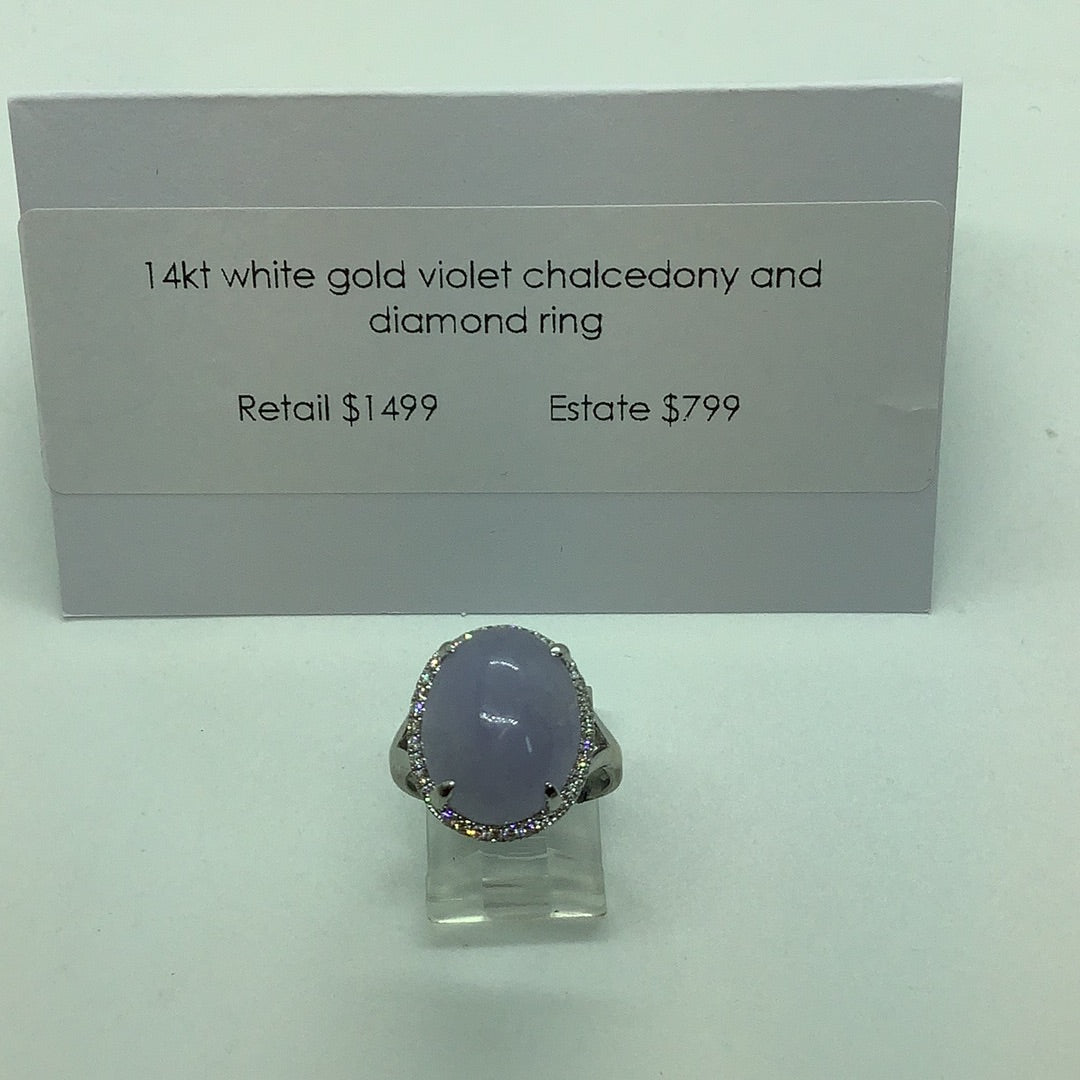 14kt white gold violet chalcedony and
diamond ring
Retail $1499 Estate $799